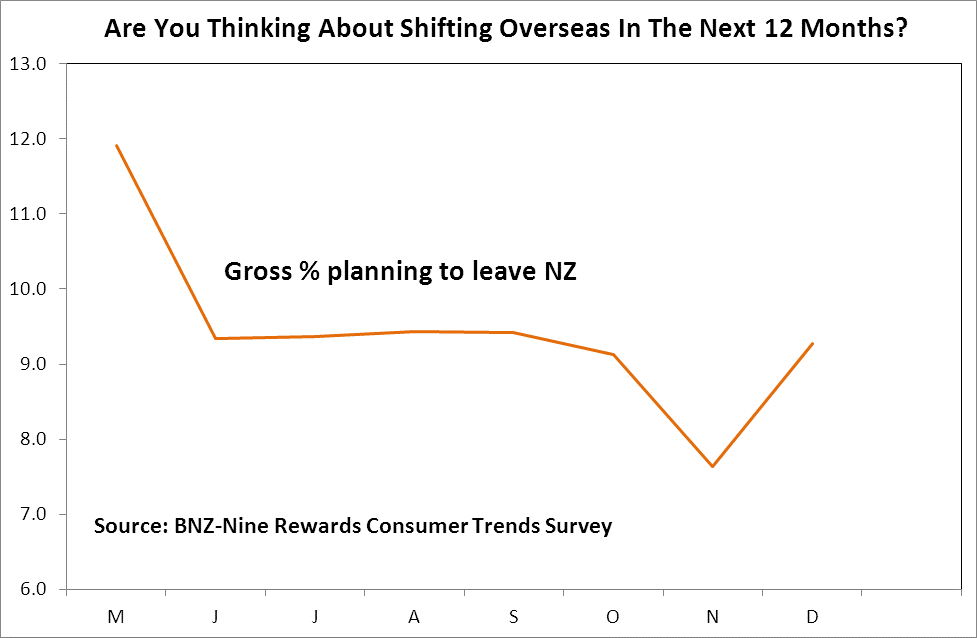 Are You Thinking About Shifting Overseas In The Next 12 Months?
13.0
12.0
11.0
Gross % planning to leave NZ
10.0
9.0
8.0
7.0
Source: BNZ-Nine Rewards Consumer Trends Survey
6.0
M J J A S O N D